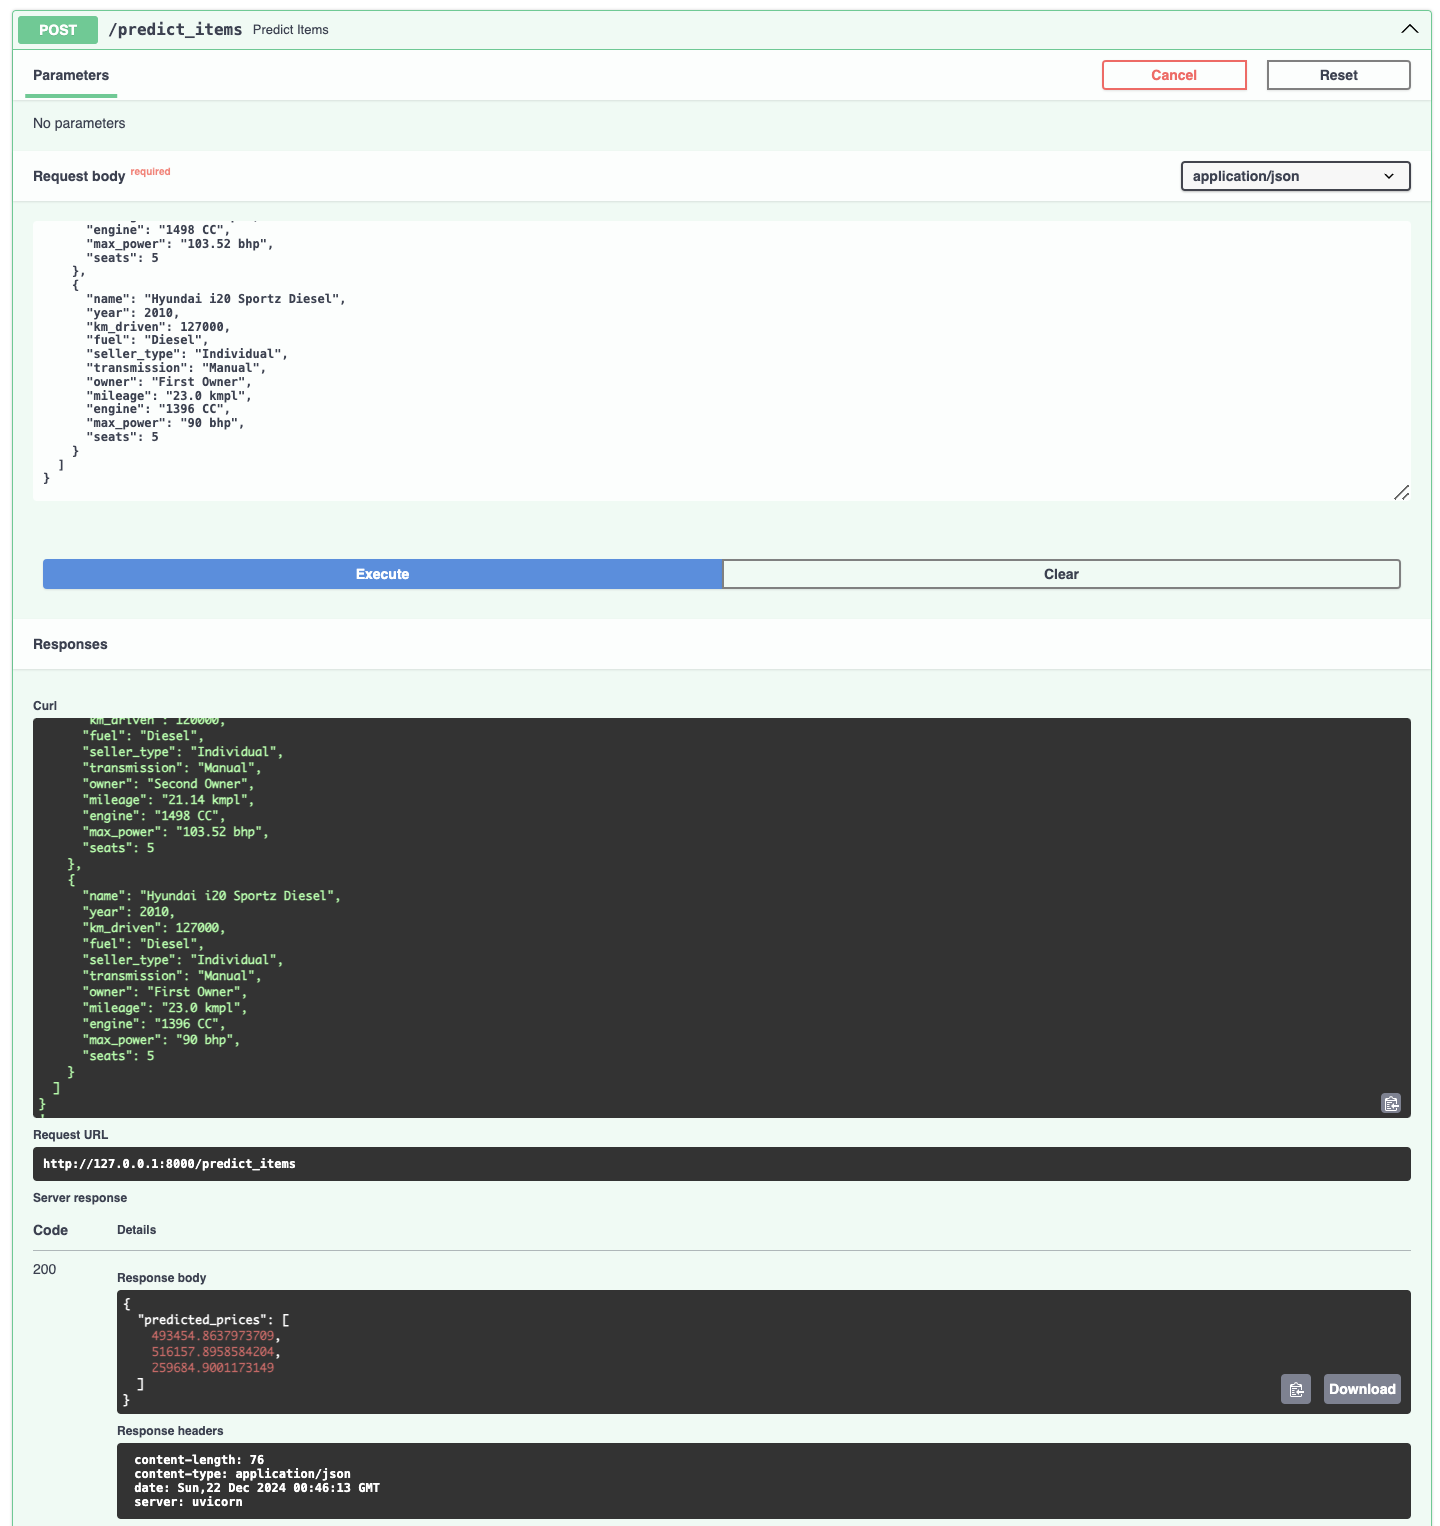 POST /predict_items Predict Items
Parameters
Cancel
Reset
No parameters
Request body required
application/json
"engine": "1498 CC",
"max_power": "103.52 bhp",
"seats": 5
},
{
"name": "Hyundai i20 Sportz Diesel",
"year": 2010,
"km_driven": 127000,
"fuel": "Diesel",
"seller_type": "Individual",
"transmission": "Manual",
"owner": "First Owner",
"mileage": "23.0 kmpl",
"engine": "1396 CC",
"max_power": "90 bhp",
"seats": 5
}
]
}
Execute
Clear
Responses
Curl
"km_driven": 120000,
"fuel": "Diesel",
"seller_type": "Individual",
"transmission": "Manual",
"owner": "Second Owner",
"mileage": "21.14 kmpl",
"engine": "1498 CC",
"max_power": "103.52 bhp",
"seats": 5
},
{
"name": "Hyundai i20 Sportz Diesel",
"year": 2010,
"km_driven": 127000,
"fuel": "Diesel",
"seller_type": "Individual",
"transmission": "Manual",
"owner": "First Owner",
"mileage": "23.0 kmpl",
"engine": "1396 CC",
"max_power": "90 bhp",
"seats": 5
}
]
}
Request URL
http://127.0.0.1:8000/predict_items
Server response
Code Details
200
Response body
{
"predicted_prices": [
493454.8637973709,
516157.8958584204,
259684.9001173149
]
}
Download
Response headers
content-length: 76
content-type: application/json
date: Sun,22 Dec 2024 00:46:13 GMT
server: uvicorn